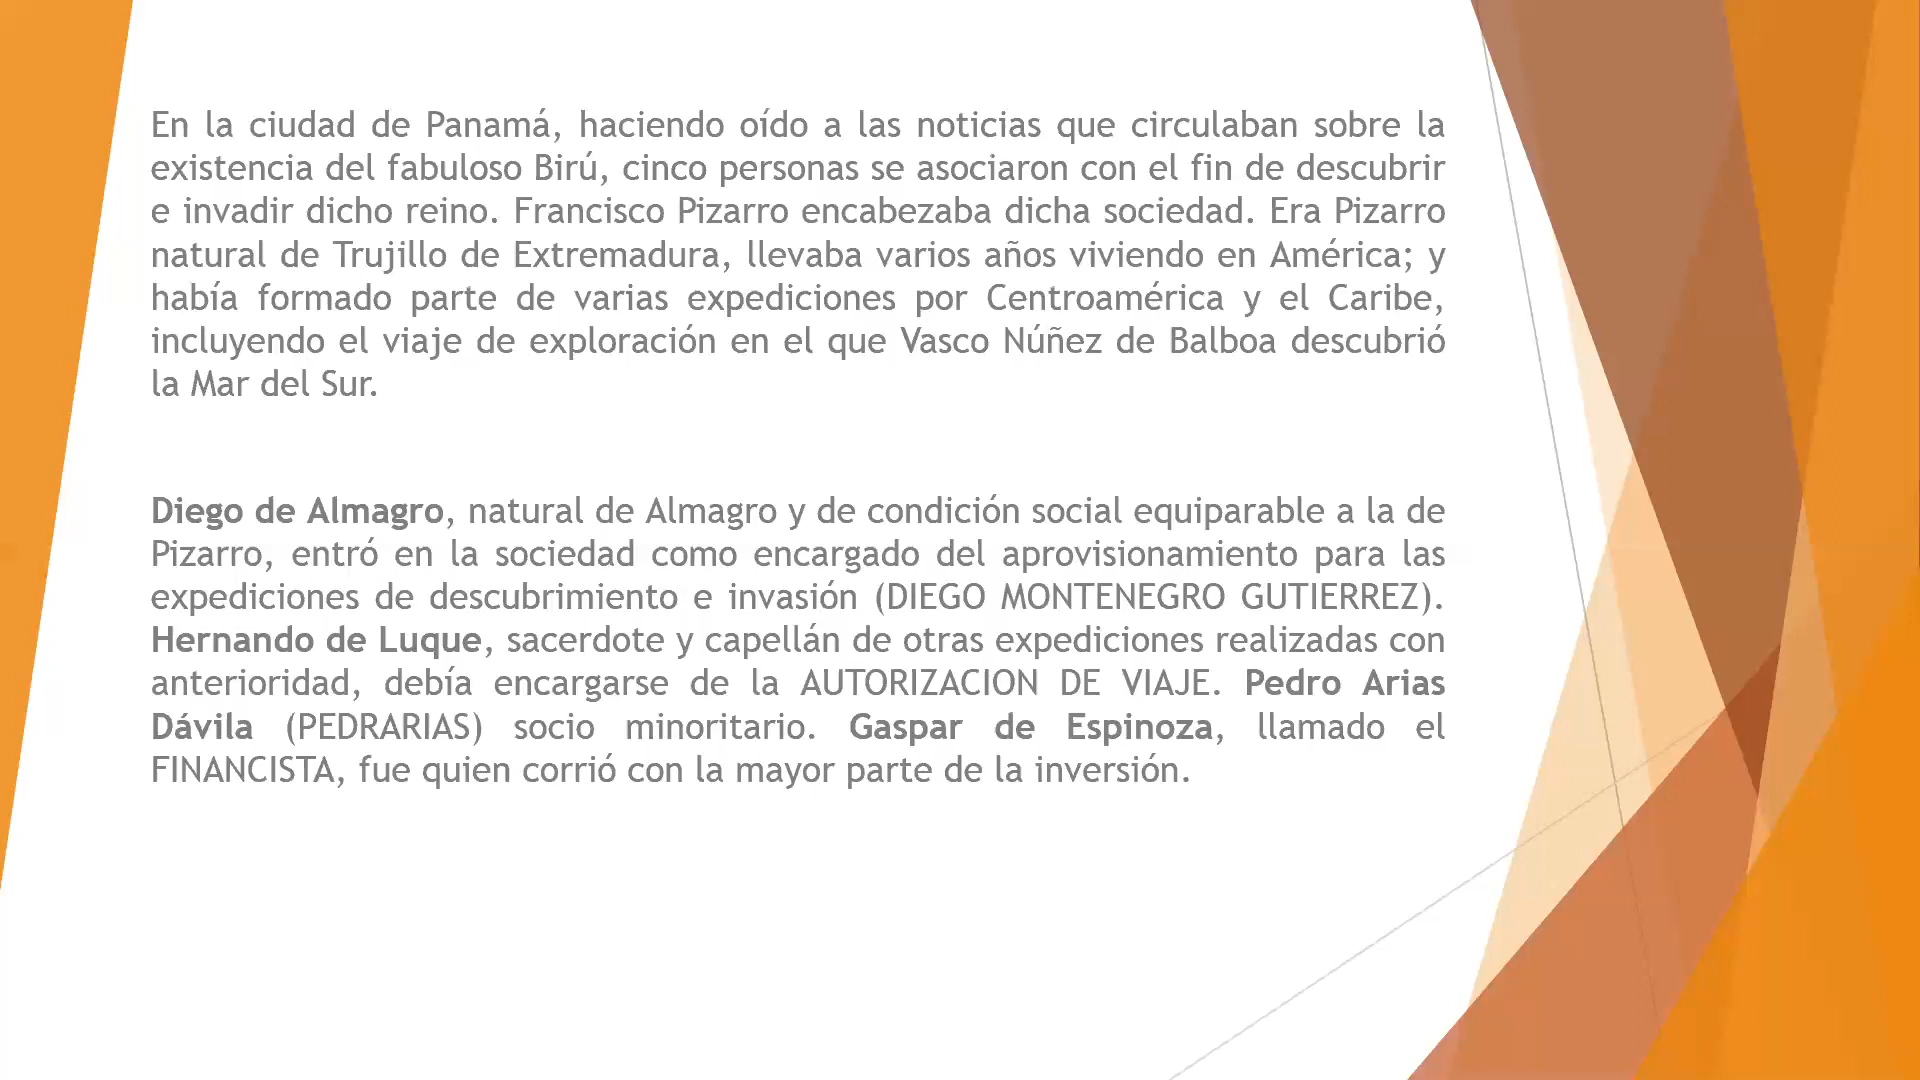 En la ciudad de Panamá, haciendo oído a las noticias que circulaban sobre la
existencia del fabuloso Birú, cinco personas se asociaron con el fin de descubrir
e invadir dicho reino. Francisco Pizarro encabezaba dicha sociedad. Era Pizarro
natural de Trujillo de Extremadura, llevaba varios años viviendo en América; y
había formado parte de varias expediciones por Centroamérica y el Caribe,
incluyendo el viaje de exploración en el que Vasco Núñez de Balboa descubrió
la Mar del Sur.
Diego de Almagro, natural de Almagro y de condición social equiparable a la de
Pizarro, entró en la sociedad como encargado del aprovisionamiento para las
expediciones de descubrimiento e invasión (DIEGO MONTENEGRO GUTIERREZ).
Hernando de Luque, sacerdote y capellán de otras expediciones realizadas con
anterioridad, debía encargarse de la AUTORIZACION DE VIAJE. Pedro Arias
Dávila (PEDRARIAS) socio minoritario. Gaspar de Espinoza, llamado el
FINANCISTA, fue quien corrió con la mayor parte de la inversión.